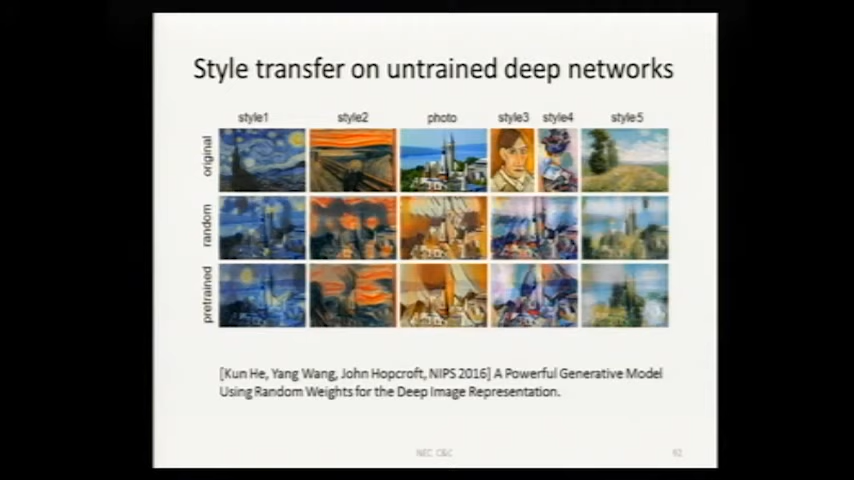 Style transfer on untrained deep networks
style1 style2 photo style3 style4 style5
original
random
pretrained
[Kun He, Yang Wang, John Hopcroft, NIPS 2016] A Powerful Generative Model
Using Random Weights for the Deep Image Representation.
NEC C&C